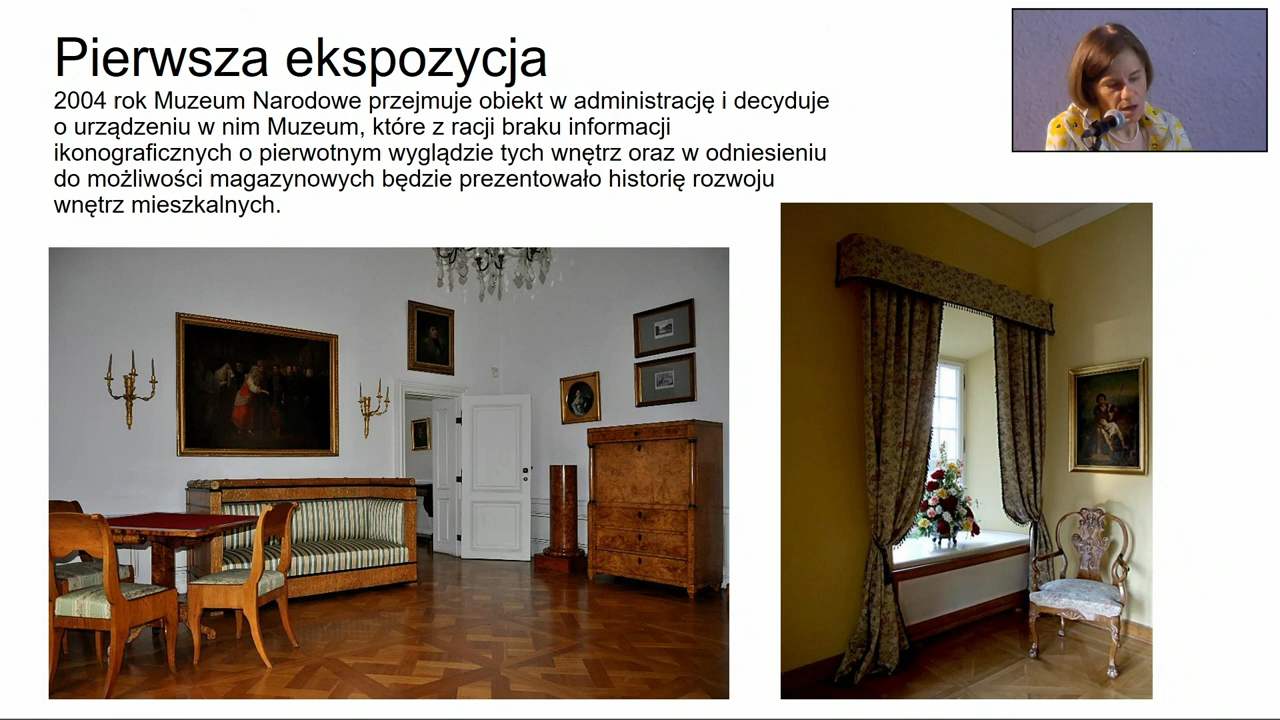 Pierwsza ekspozycja
2004 rok Muzeum Narodowe przejmuje obiekt w administrację i decyduje
o urządzeniu w nim Muzeum, które z racji braku informacji
ikonograficznych o pierwotnym wyglądzie tych wnętrz oraz w odniesieniu
do możliwości magazynowych będzie prezentowało historię rozwoju
wnętrz mieszkalnych.